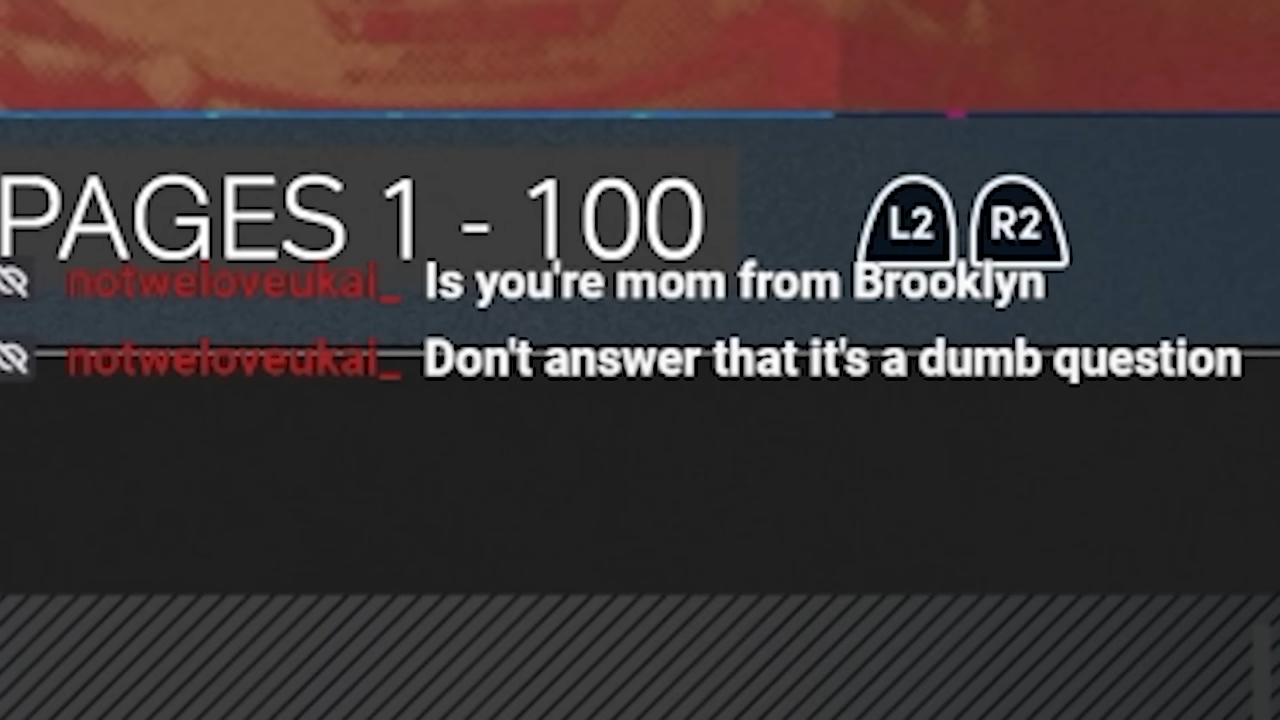 PAGES 1 - 100 L2 R2
notweloveukai_ Is you're mom from Brooklyn
notweloveukai_ Don't answer that it's a dumb question